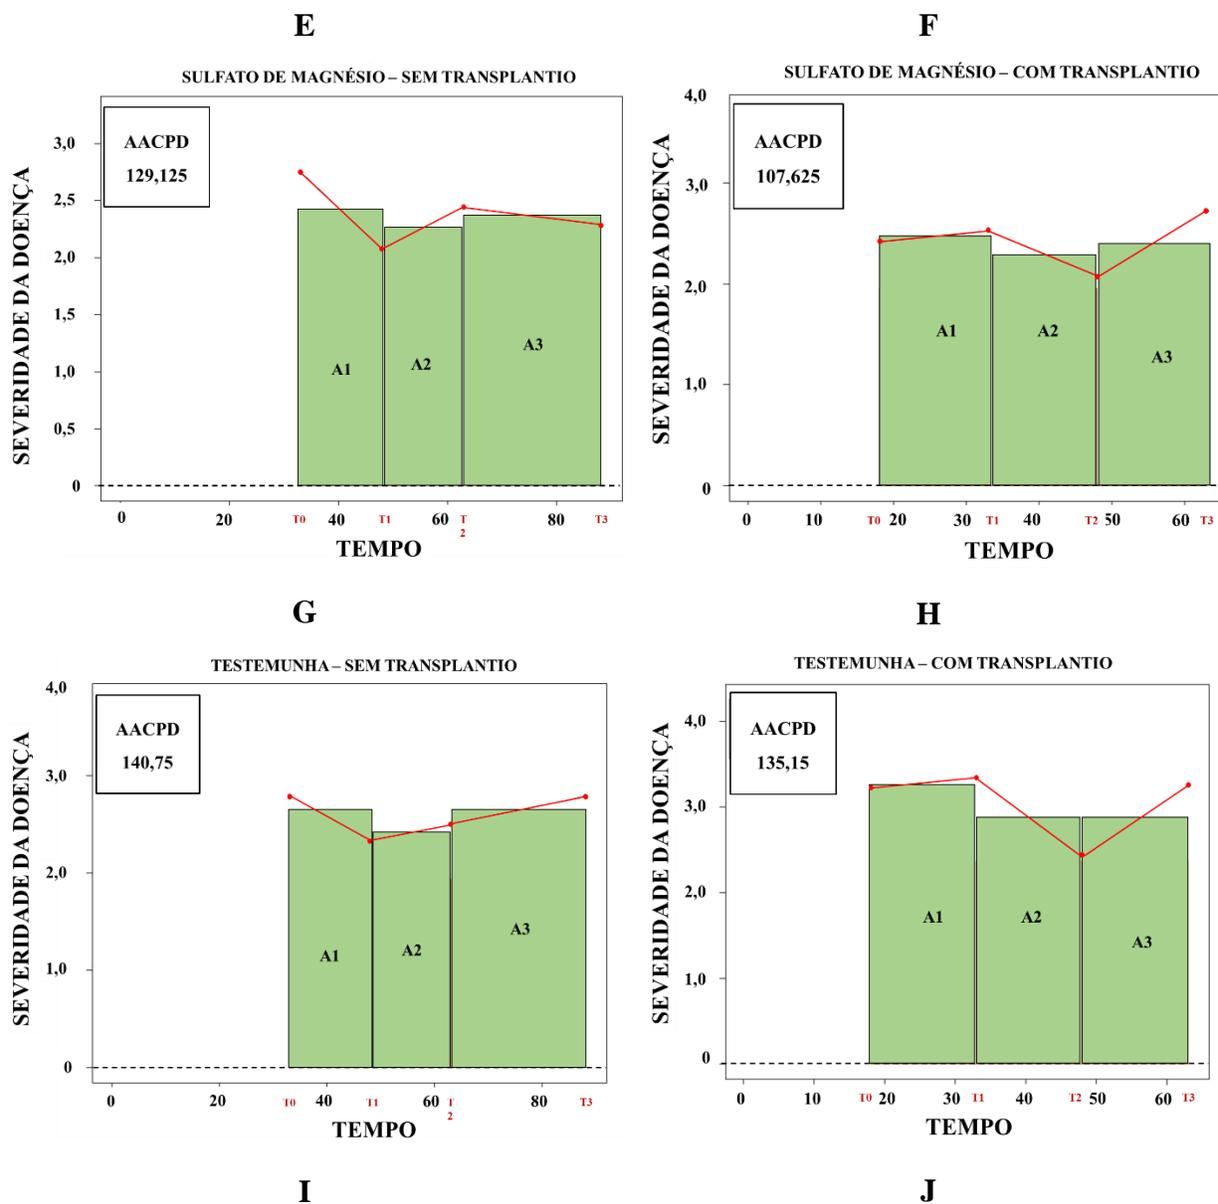 E
SULFATO DE MAGNÉSIO – SEM TRANSPLANTIO
AACPD
129,125
SEVERIDADE DA DOENÇA
3,0
2,5
2,0
1,5
1,0
0,5
0
A1
A2
A3
0
20
T0
40
T1
60
T
2
80
T3
TEMPO
F
SULFATO DE MAGNÉSIO – COM TRANSPLANTIO
AACPD
107,625
SEVERIDADE DA DOENÇA
4,0
3,0
2,0
1,0
0
A1
A2
A3
0
10
T0
20
30
T1
40
T2
50
60
T3
TEMPO
G
TESTEMUNHA – SEM TRANSPLANTIO
AACPD
140,75
SEVERIDADE DA DOENÇA
4,0
3,0
2,0
1,0
0
A1
A2
A3
0
20
T0
40
T1
60
T
2
80
T3
TEMPO
H
TESTEMUNHA – COM TRANSPLANTIO
AACPD
135,15
SEVERIDADE DA DOENÇA
4,0
3,0
2,0
1,0
0
A1
A2
A3
0
10
T0
20
T1
40
T2
50
60
T3
TEMPO
I
J